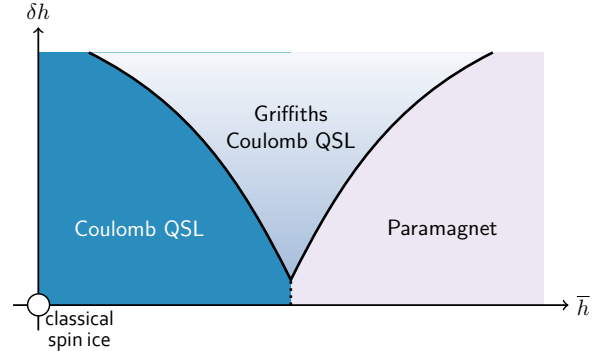 δh
Griffiths
Coulomb QSL
Coulomb QSL
Paramagnet
h̅
classical
spin ice